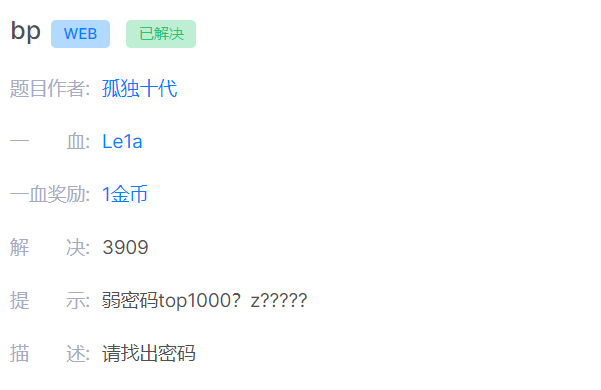 bp WEB 已解决
题目作者: 孤独十代
一 血: Le1a
一血奖励: 1金币
解 决: 3909
提 示: 弱密码top1000？z?????
描 述: 请找出密码